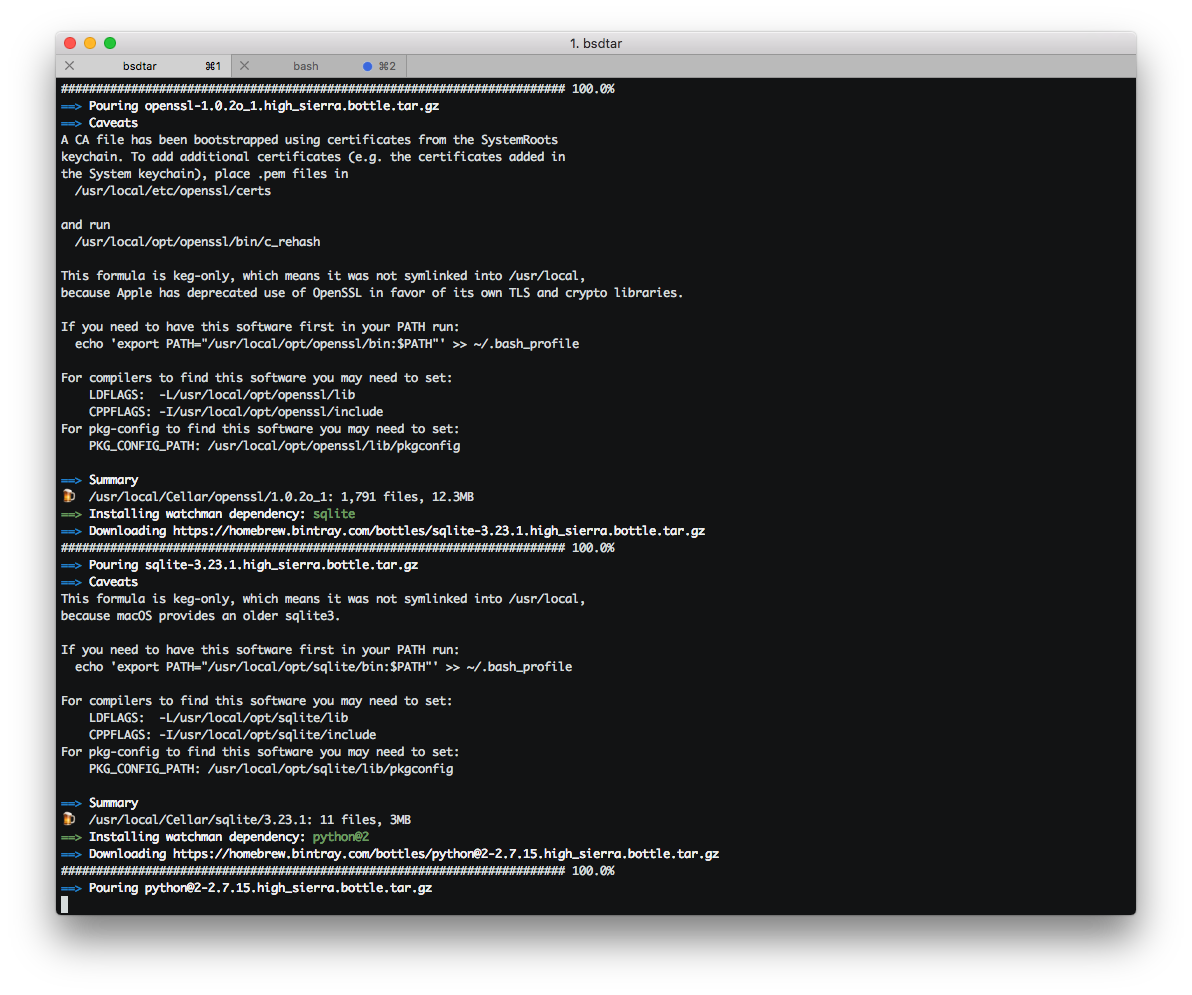 1. bsdtar
bsdtar ⌘1 bash ⌘2
######################################################################## 100.0%
==> Pouring openssl-1.0.2o_1.high_sierra.bottle.tar.gz
==> Caveats
A CA file has been bootstrapped using certificates from the SystemRoots
keychain. To add additional certificates (e.g. the certificates added in
the System keychain), place .pem files in
  /usr/local/etc/openssl/certs

and run
  /usr/local/opt/openssl/bin/c_rehash

This formula is keg-only, which means it was not symlinked into /usr/local,
because Apple has deprecated use of OpenSSL in favor of its own TLS and crypto libraries.

If you need to have this software first in your PATH run:
  echo 'export PATH="/usr/local/opt/openssl/bin:$PATH"' >> ~/.bash_profile

For compilers to find this software you may need to set:
    LDFLAGS:  -L/usr/local/opt/openssl/lib
    CPPFLAGS: -I/usr/local/opt/openssl/include
For pkg-config to find this software you may need to set:
    PKG_CONFIG_PATH: /usr/local/opt/openssl/lib/pkgconfig

==> Summary
🍺  /usr/local/Cellar/openssl/1.0.2o_1: 1,791 files, 12.3MB
==> Installing watchman dependency: sqlite
==> Downloading https://homebrew.bintray.com/bottles/sqlite-3.23.1.high_sierra.bottle.tar.gz
######################################################################## 100.0%
==> Pouring sqlite-3.23.1.high_sierra.bottle.tar.gz
==> Caveats
This formula is keg-only, which means it was not symlinked into /usr/local,
because macOS provides an older sqlite3.

If you need to have this software first in your PATH run:
  echo 'export PATH="/usr/local/opt/sqlite/bin:$PATH"' >> ~/.bash_profile

For compilers to find this software you may need to set:
    LDFLAGS:  -L/usr/local/opt/sqlite/lib
    CPPFLAGS: -I/usr/local/opt/sqlite/include
For pkg-config to find this software you may need to set:
    PKG_CONFIG_PATH: /usr/local/opt/sqlite/lib/pkgconfig

==> Summary
🍺  /usr/local/Cellar/sqlite/3.23.1: 11 files, 3MB
==> Installing watchman dependency: python@2
==> Downloading https://homebrew.bintray.com/bottles/python@2-2.7.15.high_sierra.bottle.tar.gz
######################################################################## 100.0%
==> Pouring python@2-2.7.15.high_sierra.bottle.tar.gz